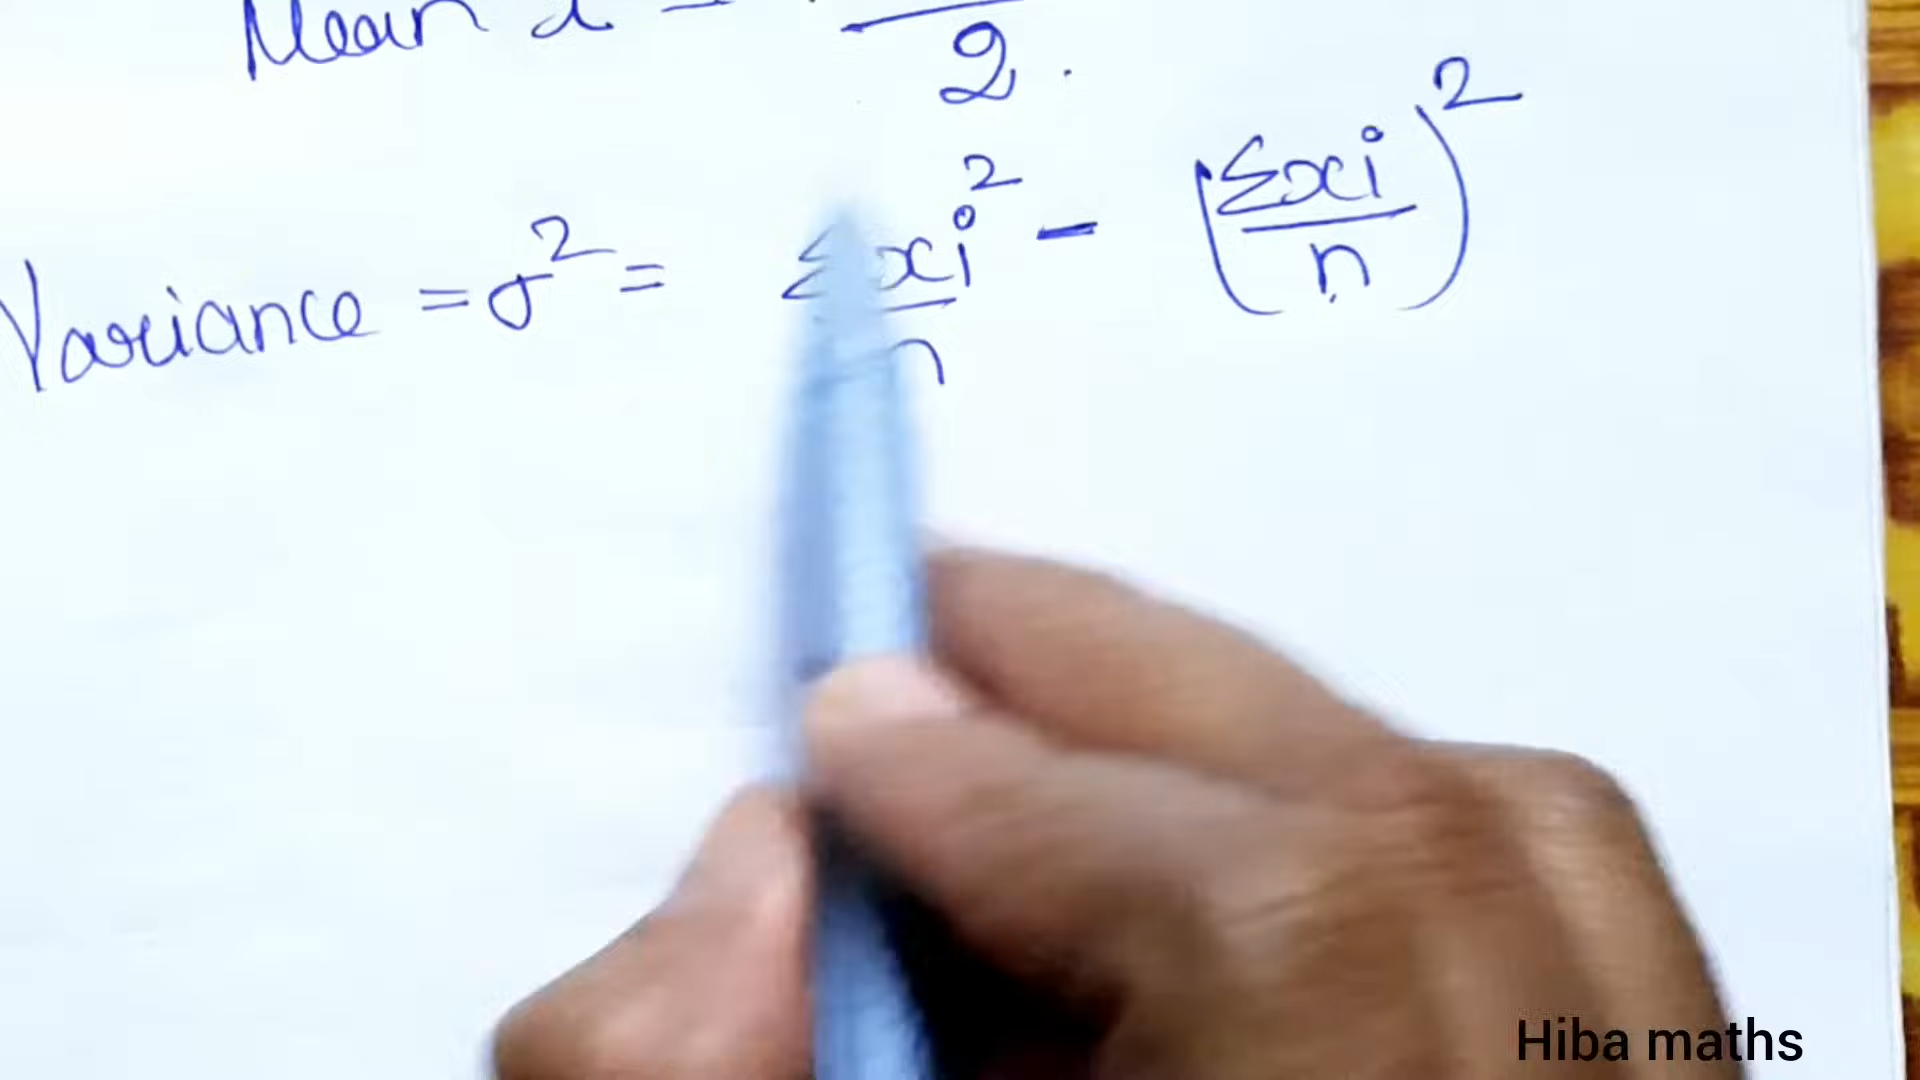 Mean x̄ =
2.
Variance = σ² = Σxi²/n - (Σxi/n)²
Hiba maths